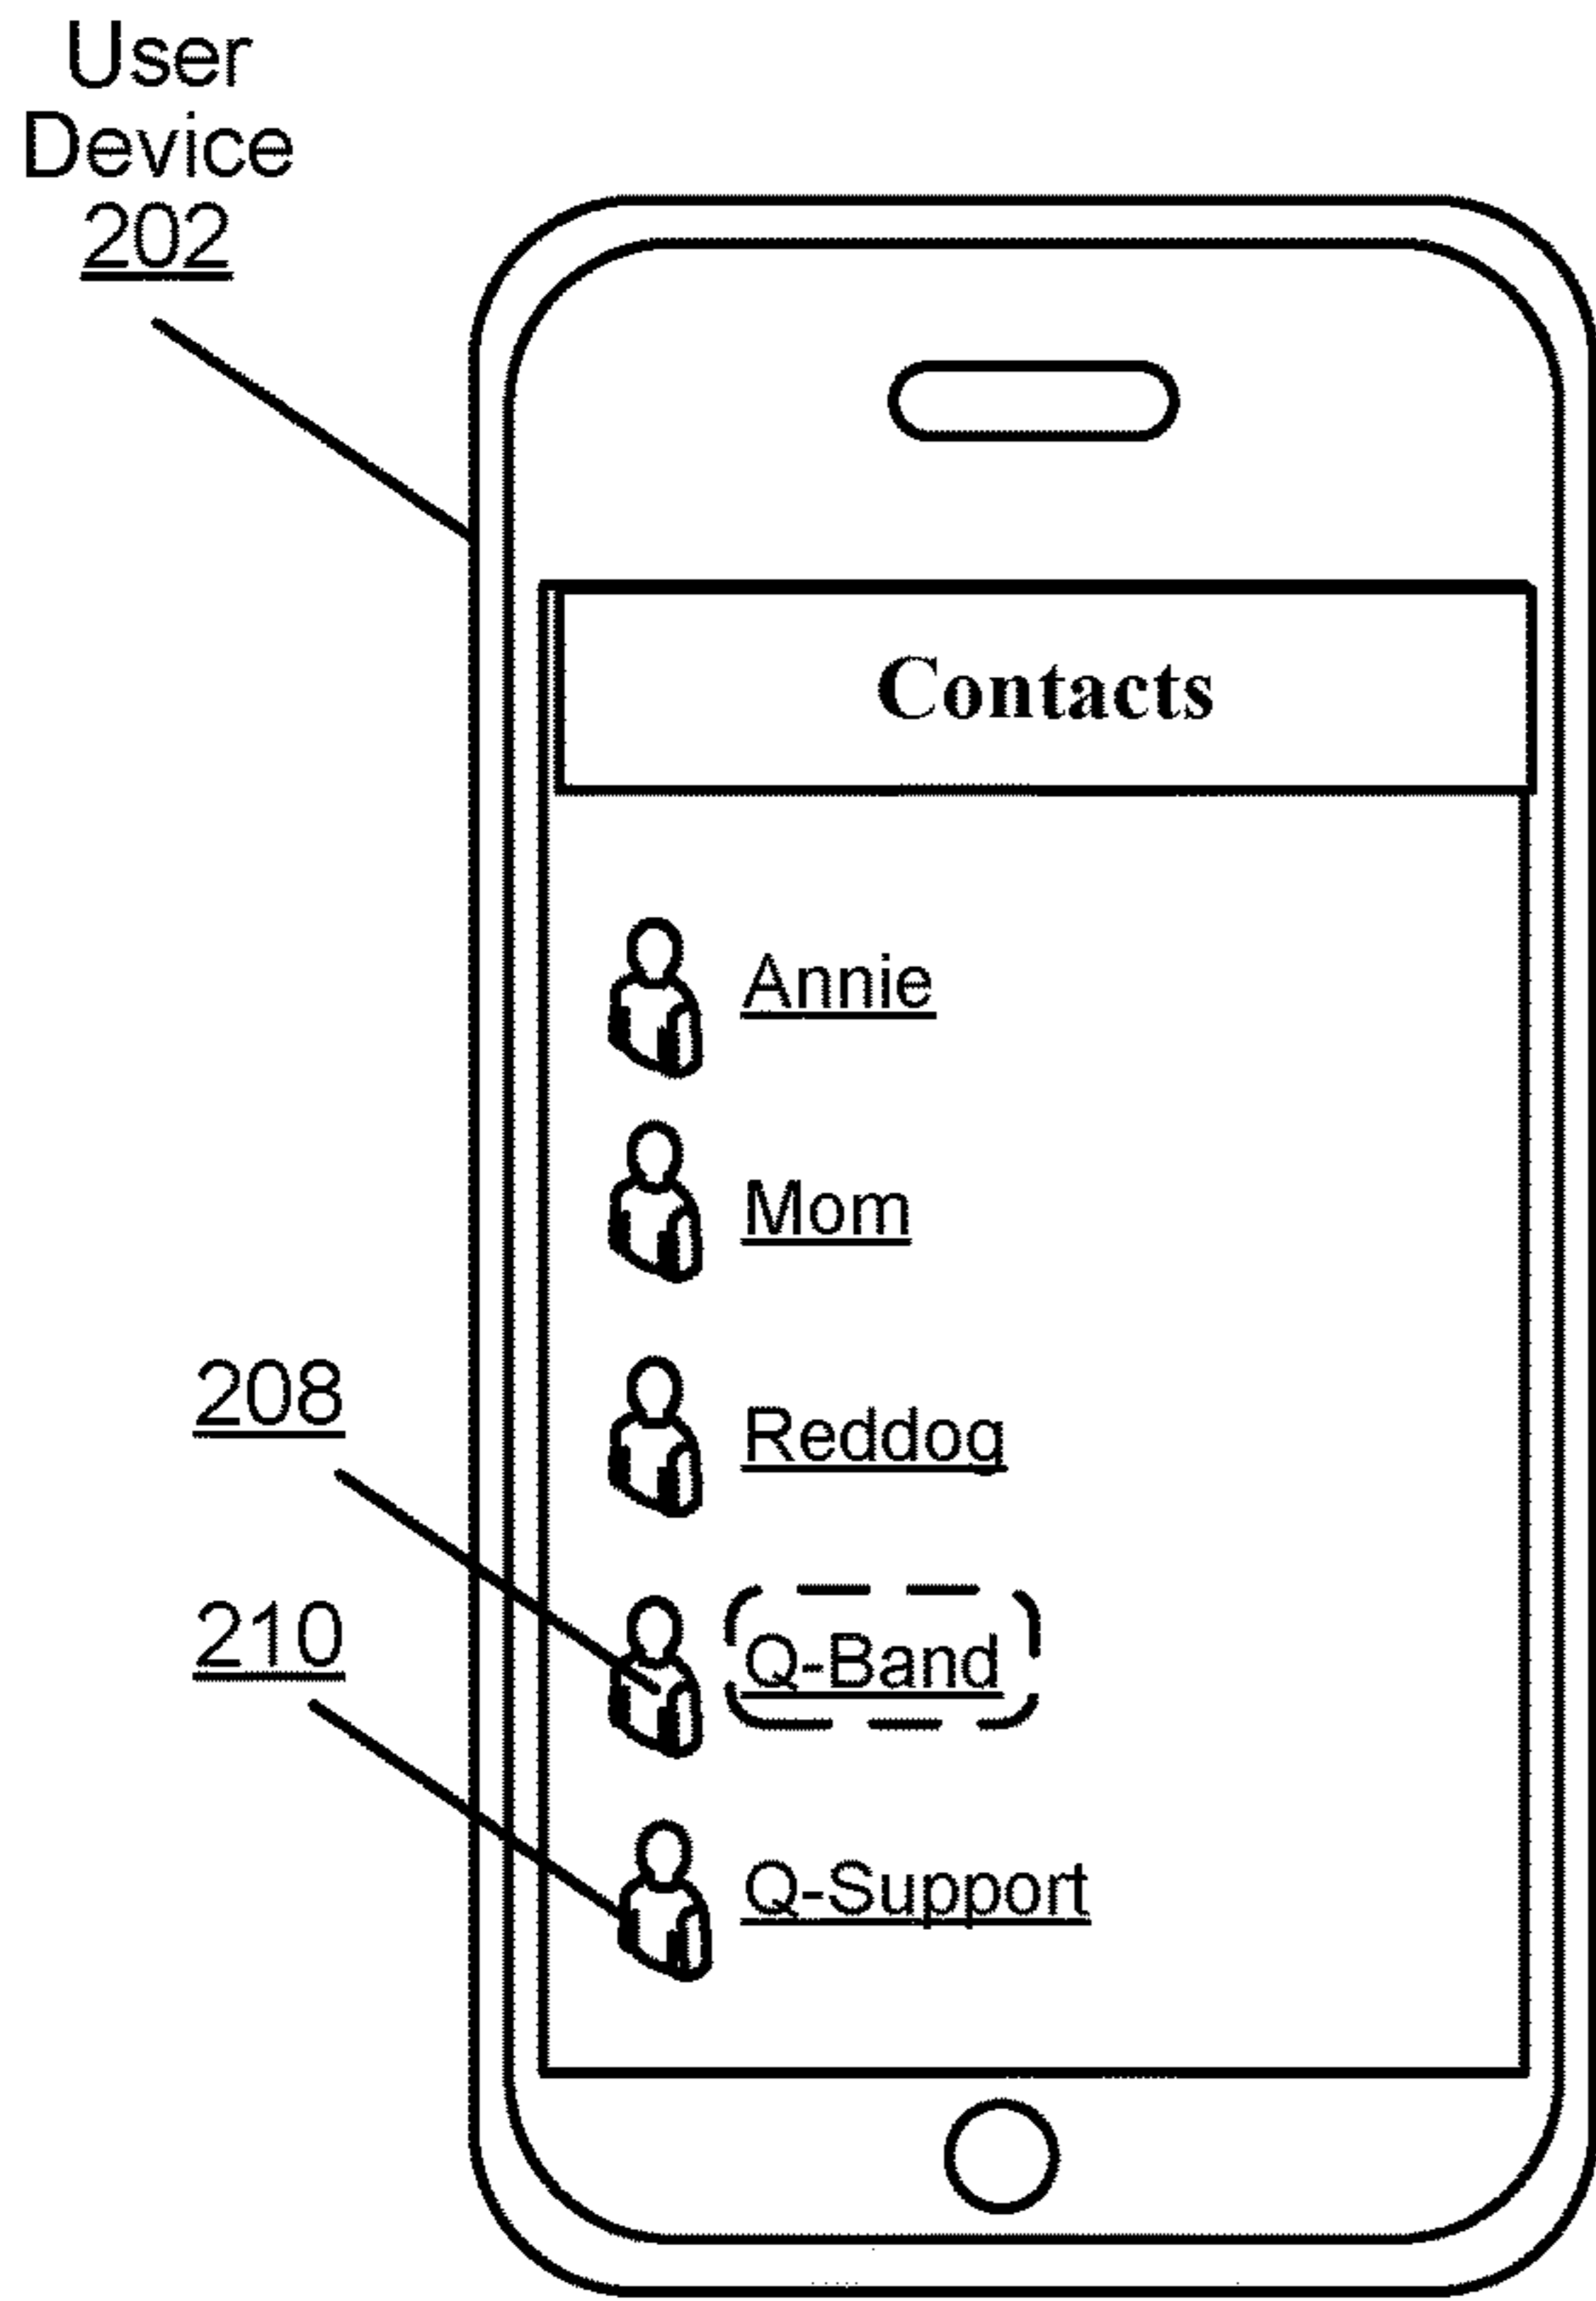 User
Device
202
Contacts
Annie
Mom
208
Reddog
210
Q-Band
Q-Support